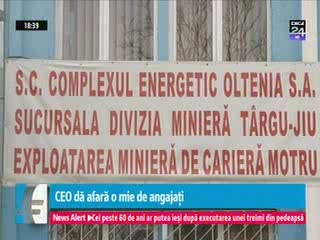 18:39
DIGI
24
S.C. COMPLEXUL ENERGETIC OLTENIA S.A.
SUCURSALA DIVIZIA MINIERĂ TÂRGU-JIU
EXPLOATAREA MINIERĂ DE CARIERĂ MOTRU
CEO dă afară o mie de angajați
News Alert ▶Cei peste 60 de ani ar putea ieși după executarea unei treimi din pedeapsă